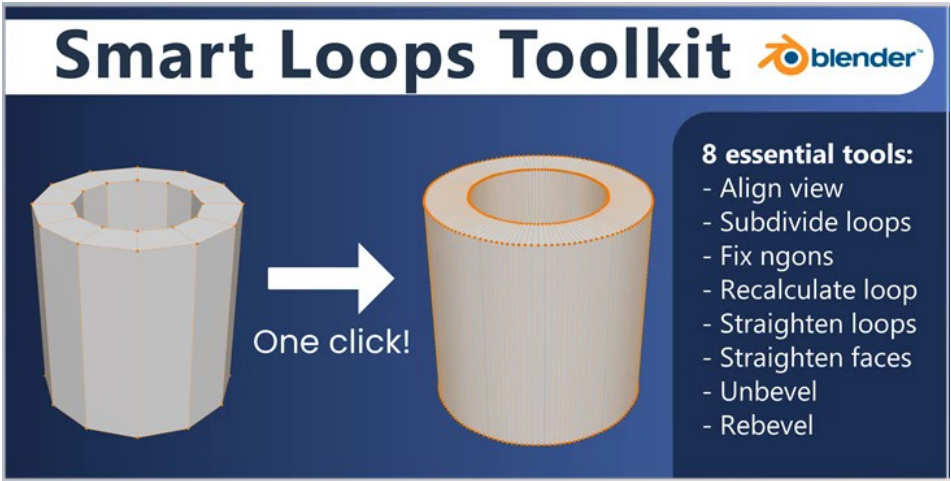 Smart Loops Toolkit
blender™
One click!
8 essential tools:
- Align view
- Subdivide loops
- Fix ngons
- Recalculate loop
- Straighten loops
- Straighten faces
- Unbevel
- Rebevel